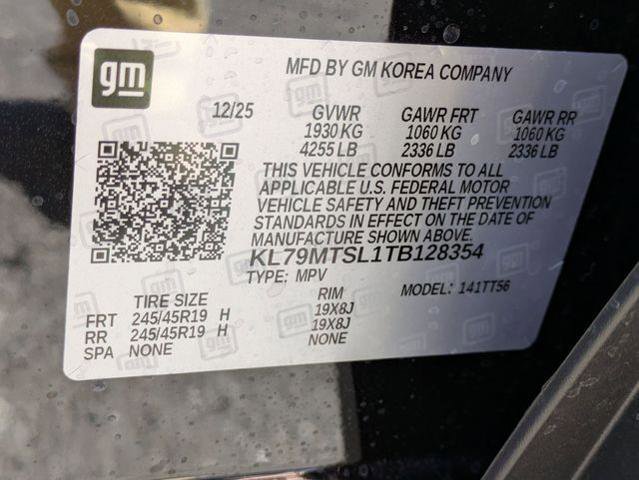 gm
MFD BY GM KOREA COMPANY
12/25 GVWR GAWR FRT GAWR RR
1930 KG 1060 KG 1060 KG
4255 LB 2336 LB 2336 LB
THIS VEHICLE CONFORMS TO ALL
APPLICABLE U.S. FEDERAL MOTOR
VEHICLE SAFETY AND THEFT PREVENTION
STANDARDS IN EFFECT ON THE DATE OF
MANUFACTURE SHOWN ABOVE.
KL79MTSL1TB128354
TYPE: MPV MODEL: 141TT56
TIRE SIZE RIM
FRT 245/45R19 H 19X8J
RR 245/45R19 H 19X8J
SPA NONE NONE